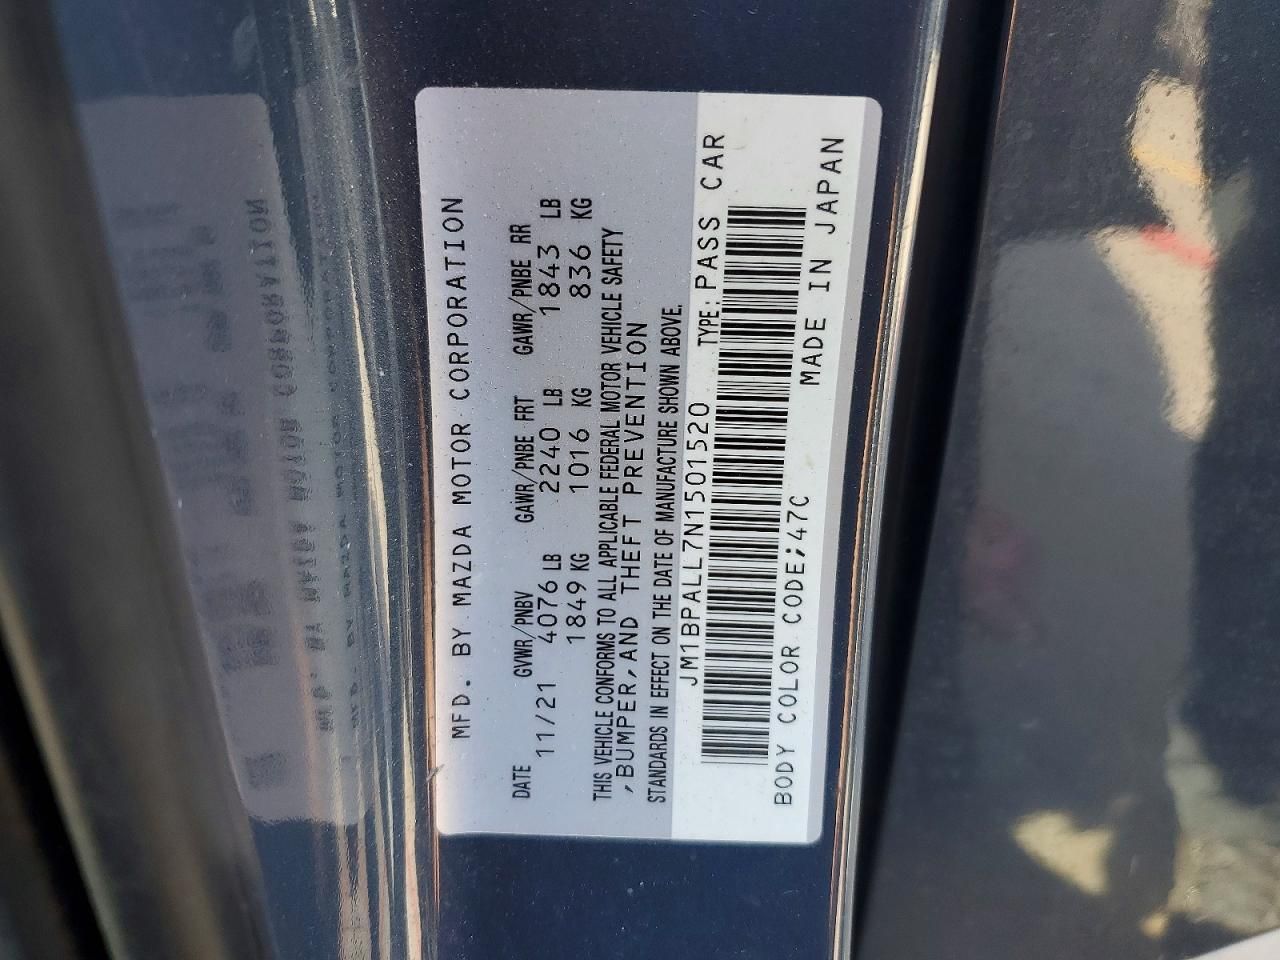 MFD. BY MAZDA MOTOR CORPORATION
DATE GVWR/PNBV GAWR/PNBE FRT GAWR/PNBE RR
11/21 4076 LB 2240 LB 1843 LB
1849 KG 1016 KG 836 KG
THIS VEHICLE CONFORMS TO ALL APPLICABLE FEDERAL MOTOR VEHICLE SAFETY
,BUMPER,AND THEFT PREVENTION
STANDARDS IN EFFECT ON THE DATE OF MANUFACTURE SHOWN ABOVE.
JM1BPALL7N1501520 TYPE: PASS CAR
BODY COLOR CODE;47C MADE IN JAPAN